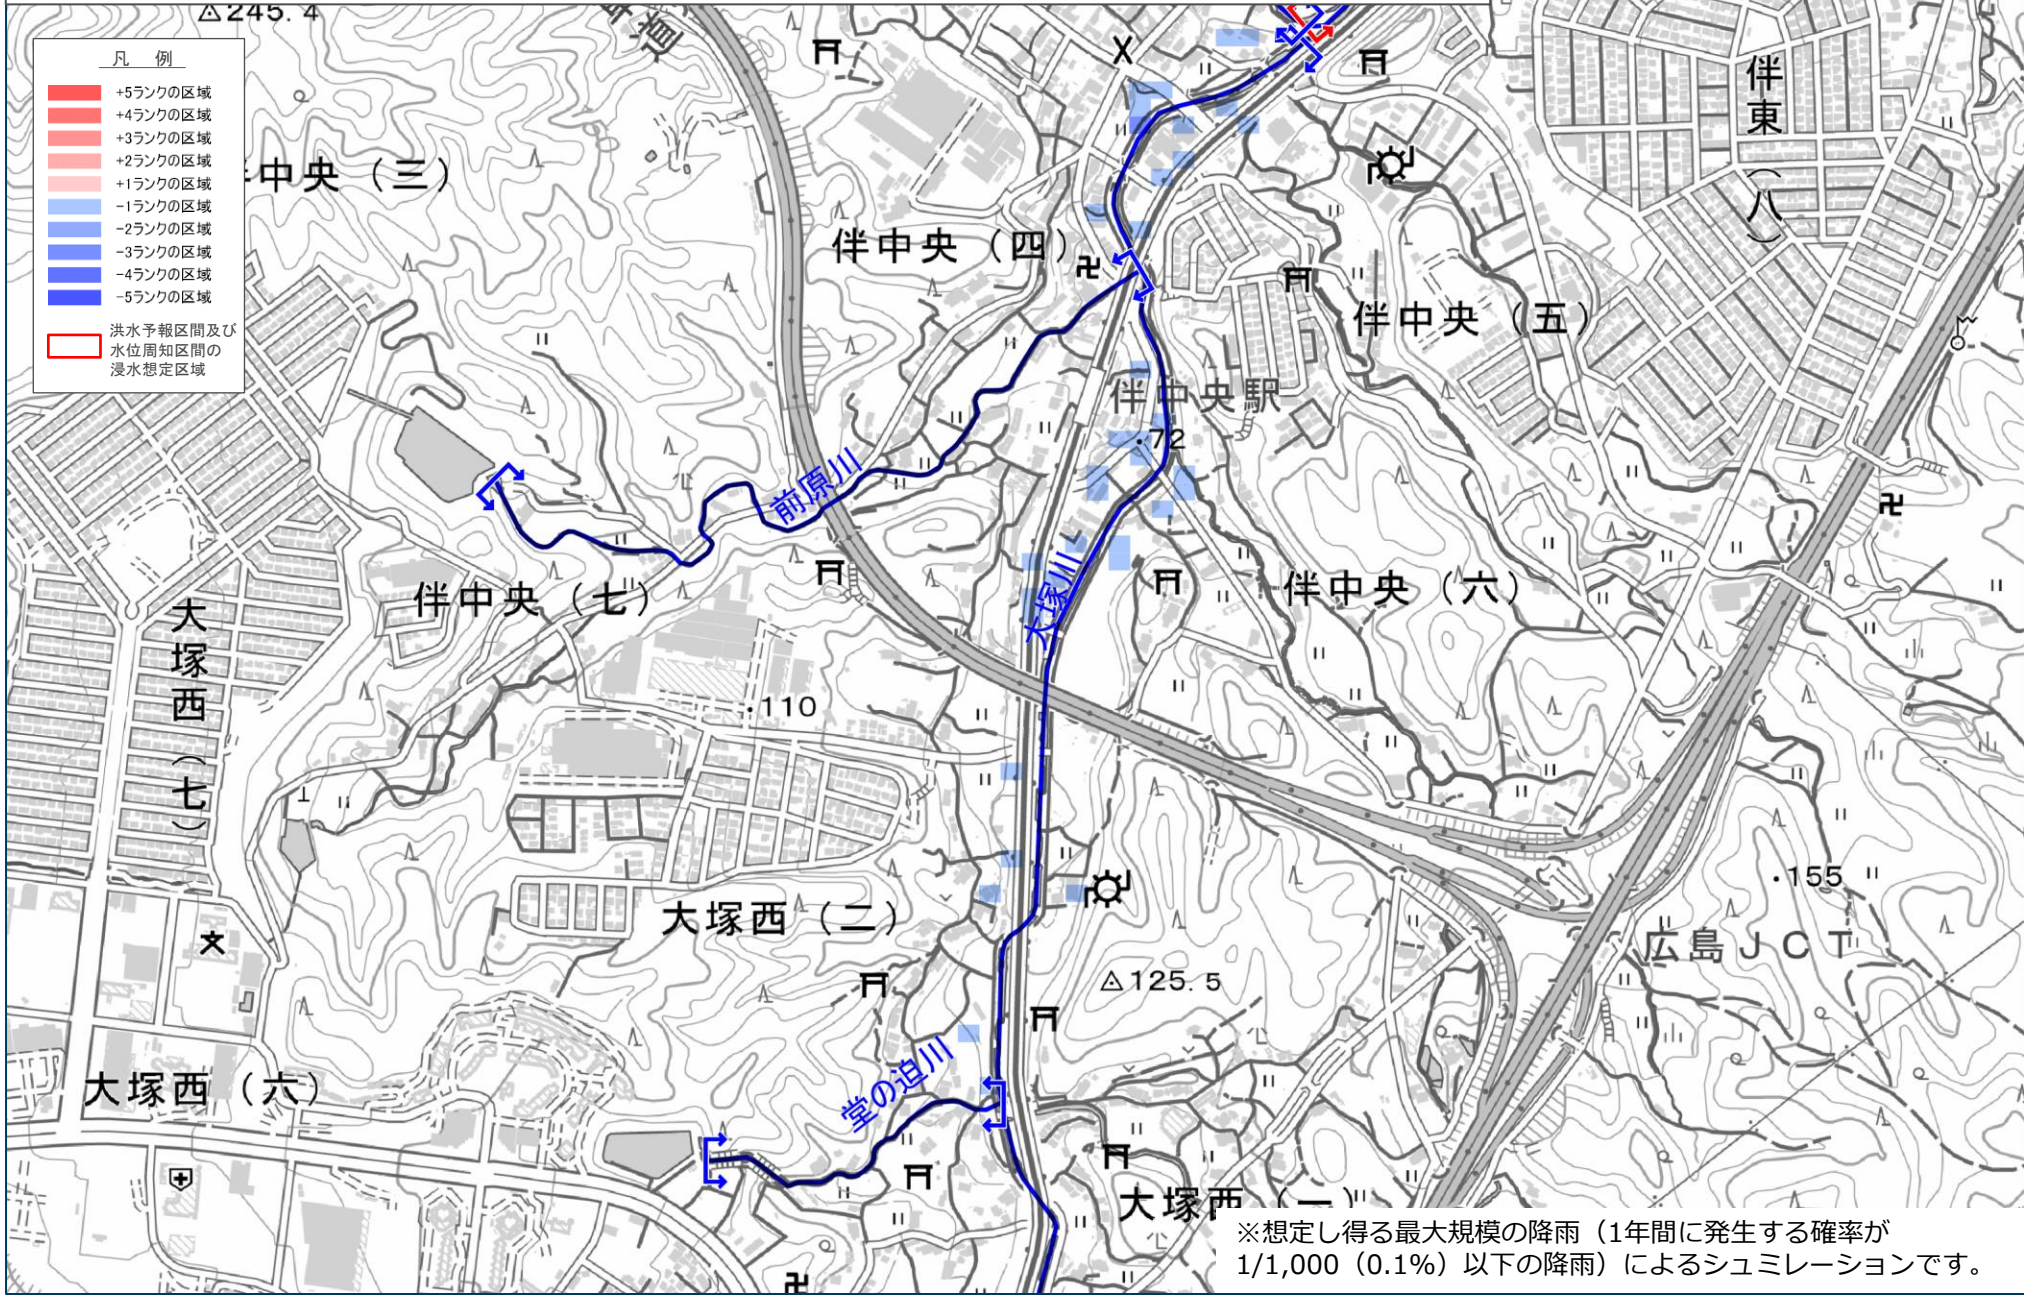 245.4
車道
凡 例
+5ランクの区域
+4ランクの区域
+3ランクの区域
+2ランクの区域
+1ランクの区域
-1ランクの区域
-2ランクの区域
-3ランクの区域
-4ランクの区域
-5ランクの区域
洪水予報区間及び
水位周知区間の
浸水想定区域
中央（三）
伴東（八）
伴中央（四）
伴中央（五）
伴中央駅
72
前原川
大塚川
伴中央（七）
伴中央（六）
大塚西（七）
110
155
大塚西（二）
広島JCT
125.5
堂の迫川
大塚西（六）
大塚西（一）
※想定し得る最大規模の降雨（1年間に発生する確率が
1/1,000（0.1%）以下の降雨）によるシュミレーションです。